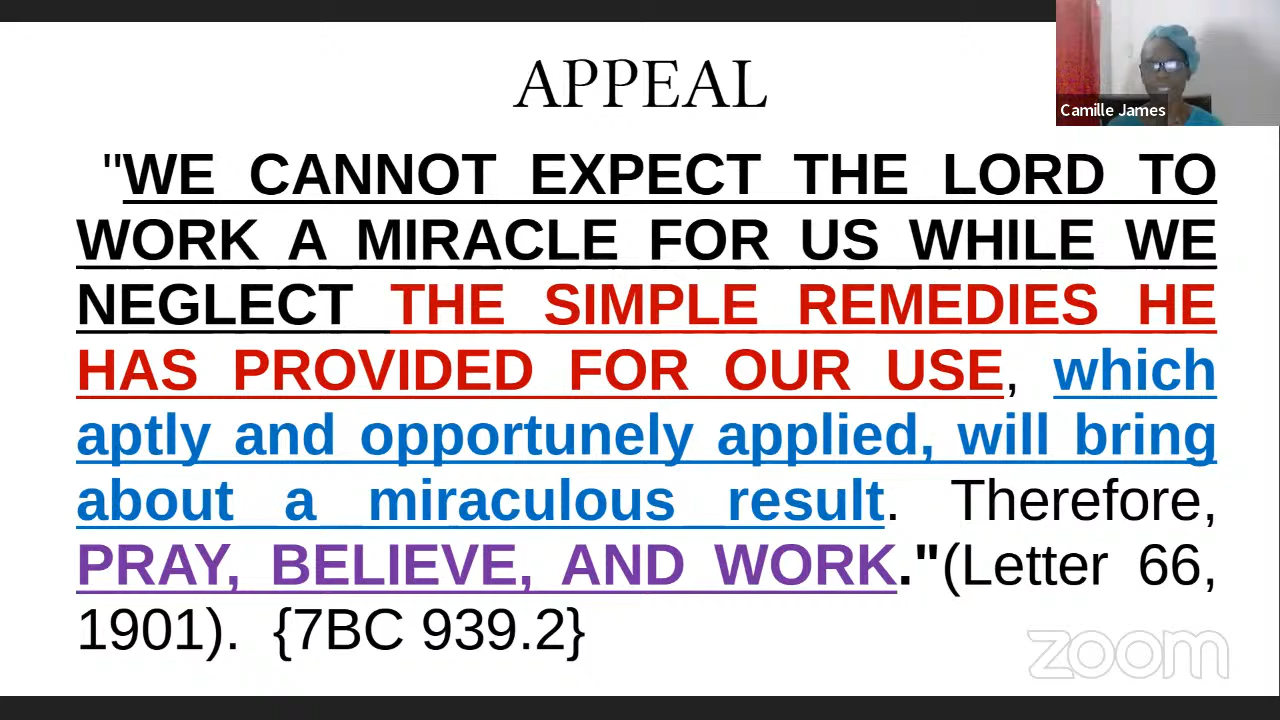 APPEAL
Camille James
"WE CANNOT EXPECT THE LORD TO
WORK A MIRACLE FOR US WHILE WE
NEGLECT THE SIMPLE REMEDIES HE
HAS PROVIDED FOR OUR USE, which
aptly and opportunely applied, will bring
about a miraculous result. Therefore,
PRAY, BELIEVE, AND WORK."(Letter 66,
1901). {7BC 939.2}
zoom